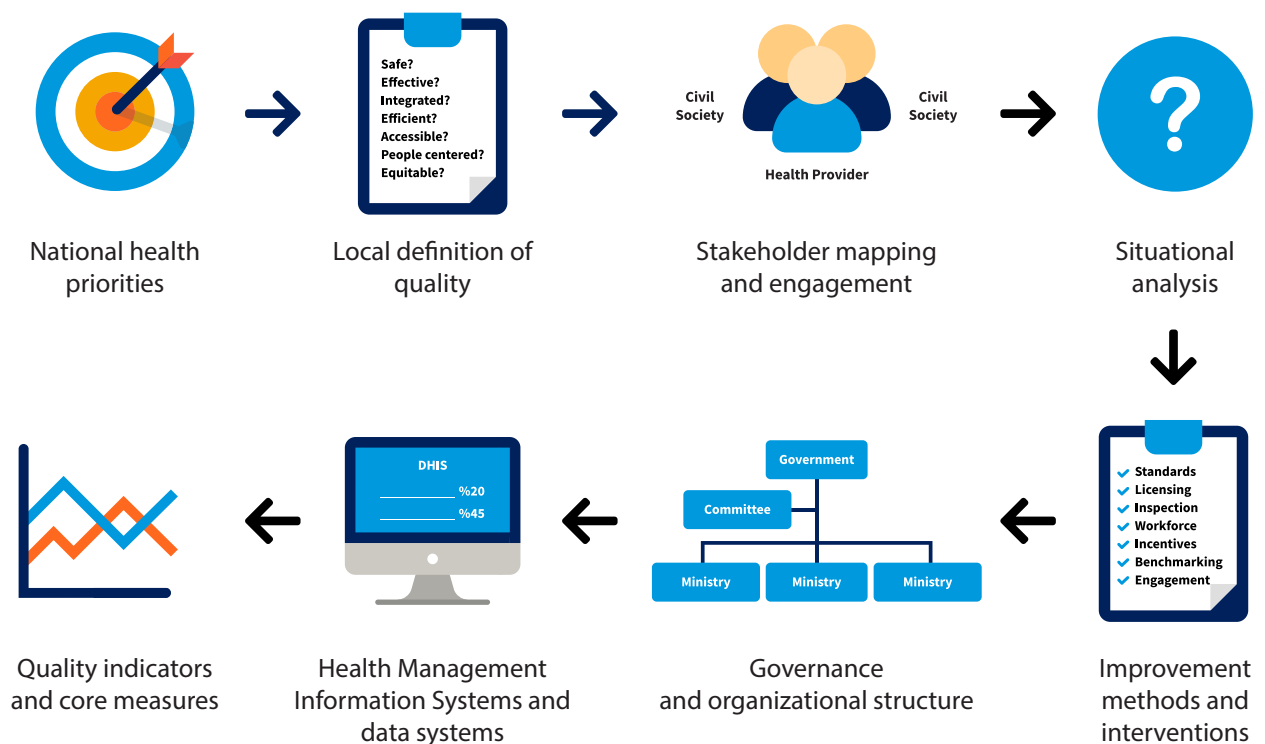 Safe?
Effective?
Integrated?
Efficient?
Accessible?
People centered?
Equitable?
Civil
Society
Civil
Society
Health Provider
National health
priorities
Local definition of
quality
Stakeholder mapping
and engagement
Situational
analysis
DHIS
%20
%45
Government
Committee
Ministry
Ministry
Ministry
Standards
Licensing
Inspection
Workforce
Incentives
Benchmarking
Engagement
Quality indicators
and core measures
Health Management
Information Systems and
data systems
Governance
and organizational structure
Improvement
methods and
interventions